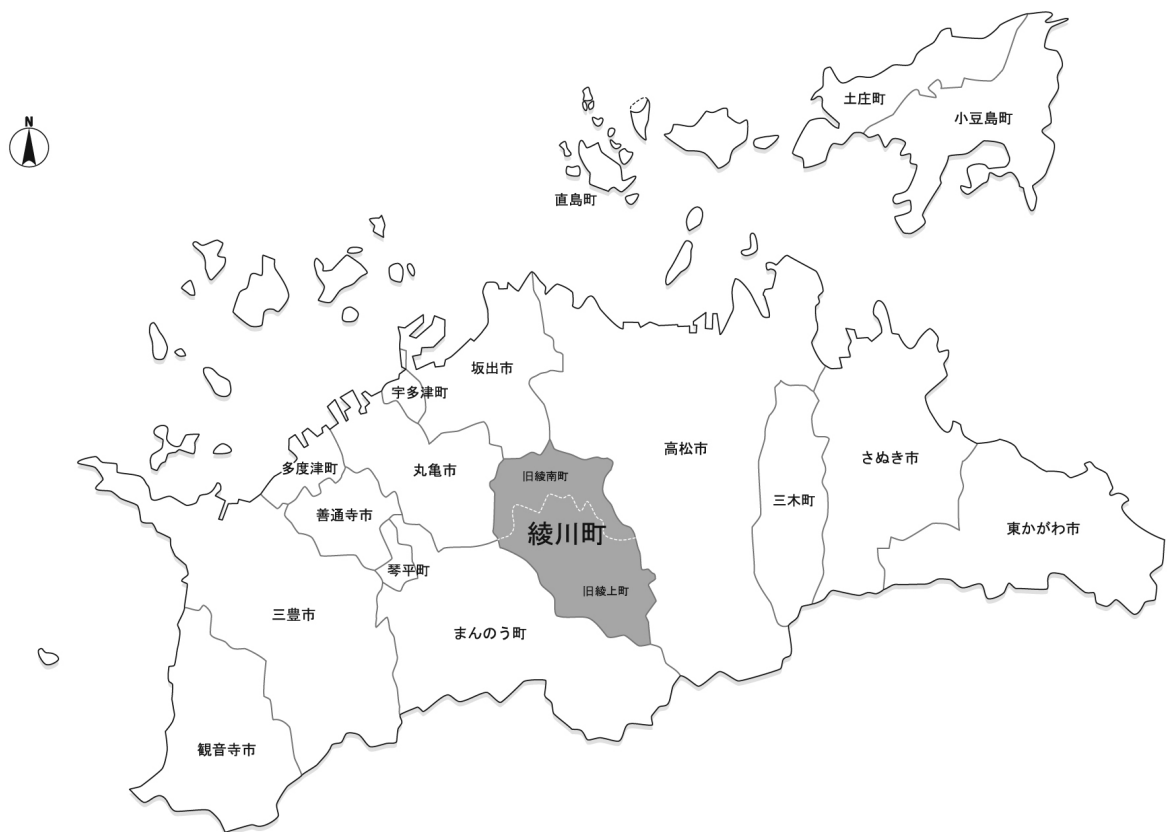 N
土庄町
小豆島町
直島町
坂出市
宇多津町
高松市
さぬき市
多度津町
丸亀市
旧綾南町
善通寺市
三木町
東かがわ市
綾川町
琴平町
旧綾上町
三豊市
まんのう町
観音寺市